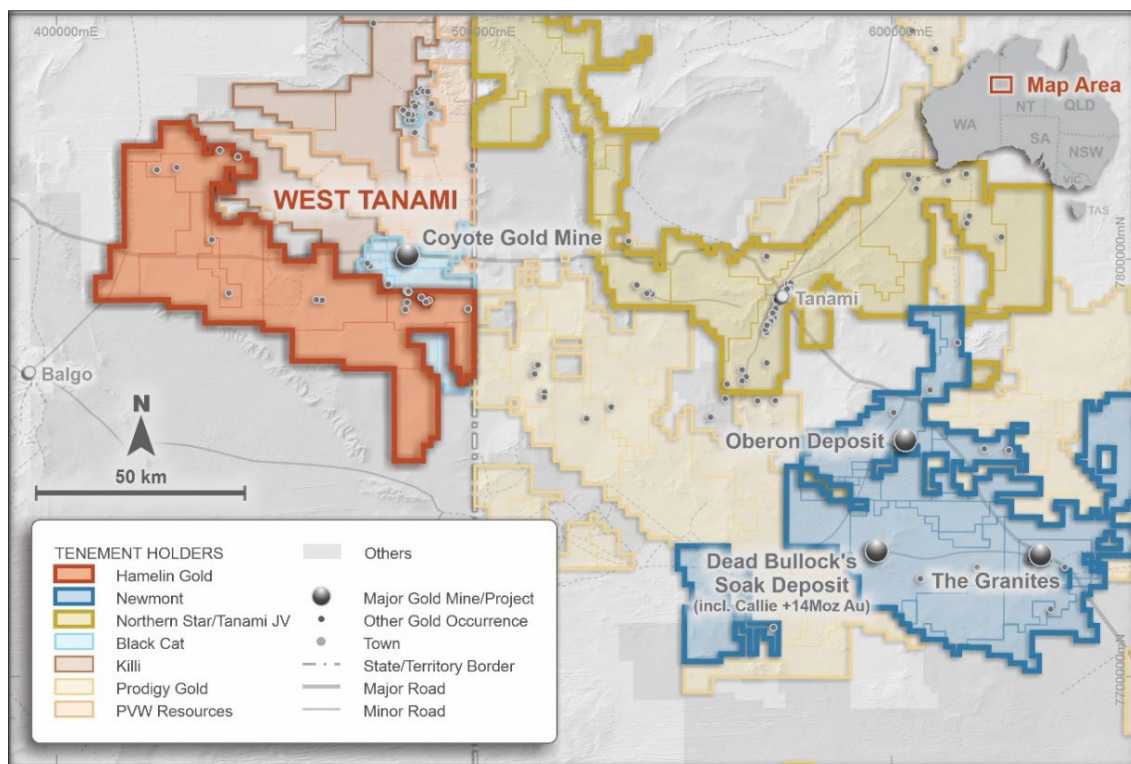 400000mE
500000mE
600000mE
Map Area
WA
NT
QLD
SA
NSW
VIC
TAS
WEST TANAMI
Coyote Gold Mine
7800000mN
Tanami
Balgo
N
50 km
Oberon Deposit
Dead Bullock's
Soak Deposit
(incl. Callie +14Moz Au)
The Granites
7700000mN
TENEMENT HOLDERS
Hamelin Gold
Newmont
Northern Star/Tanami JV
Black Cat
Killi
Prodigy Gold
PVW Resources
Others
Major Gold Mine/Project
Other Gold Occurrence
Town
State/Territory Border
Major Road
Minor Road